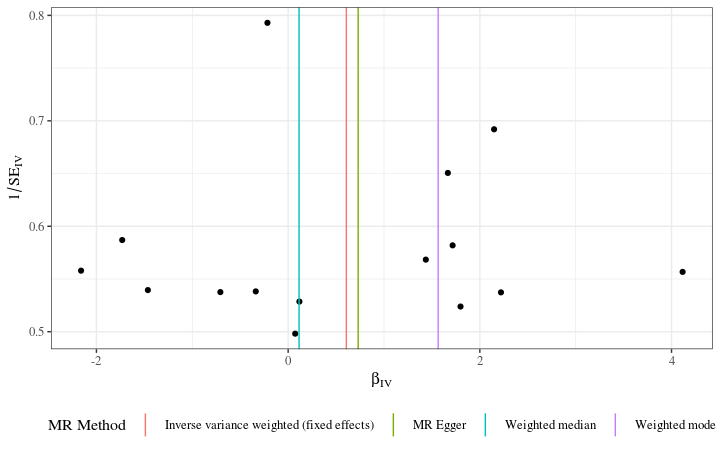 0.8
0.7
0.6
0.5
1/SE_IV
-2 0 2 4
β_IV
MR Method Inverse variance weighted (fixed effects) MR Egger Weighted median Weighted mode